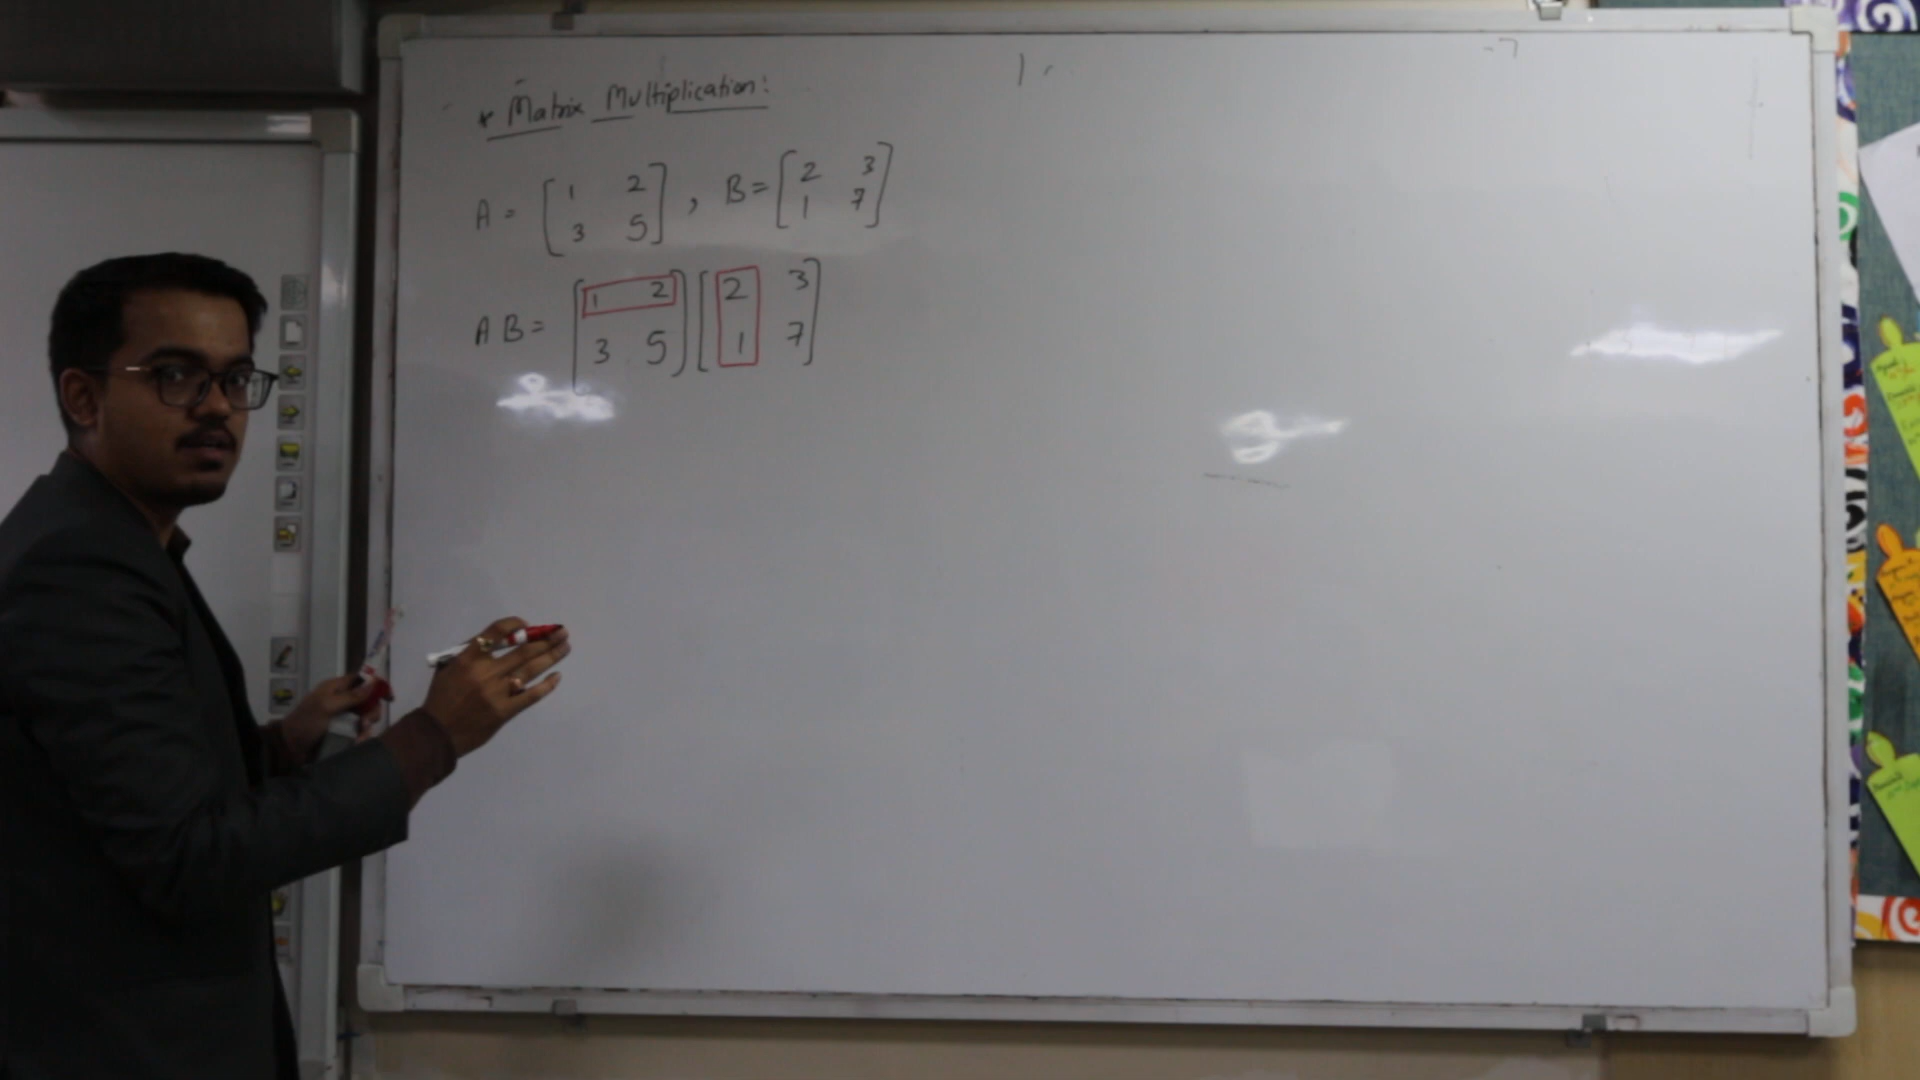 * Matrix Multiplication:
A = [1 2
3 5], B = [2 3
1 7]
AB = [1 2
3 5] [2 3
1 7]